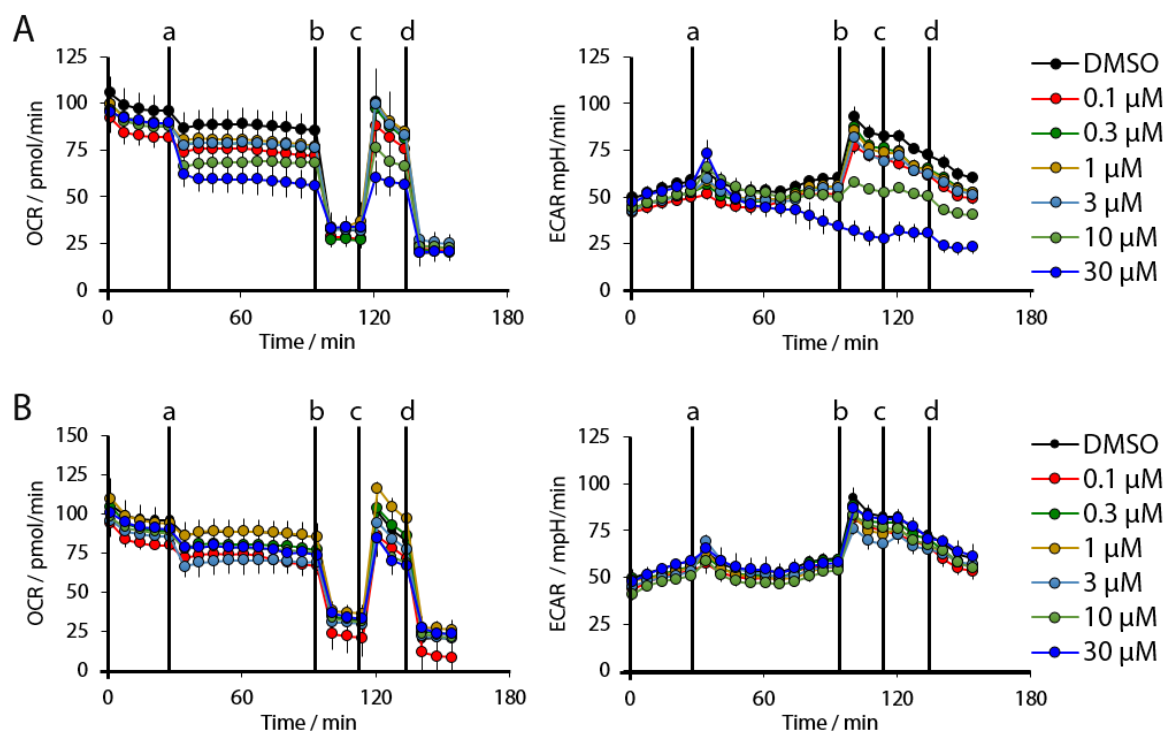 A
a b c d
125
100
75
50
25
0
OCR / pmol/min
0 60 120 180
Time / min
a b c d
125
100
75
50
25
0
ECAR mpH/min
0 60 120 180
Time / min
DMSO
0.1 µM
0.3 µM
1 µM
3 µM
10 µM
30 µM
B
a b c d
150
125
100
75
50
25
0
OCR / pmol/min
0 60 120 180
Time / min
a b c d
125
100
75
50
25
0
ECAR / mpH/min
0 60 120 180
Time / min
DMSO
0.1 µM
0.3 µM
1 µM
3 µM
10 µM
30 µM